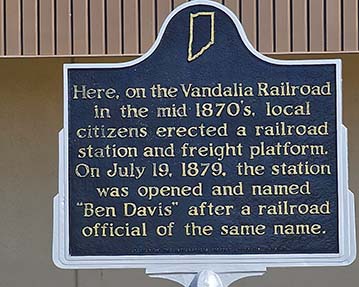 Here, on the Vandalia Railroad
in the mid 1870's, local
citizens erected a railroad
station and freight platform.
On July 19, 1879, the station
was opened and named
"Ben Davis" after a railroad
official of the same name.